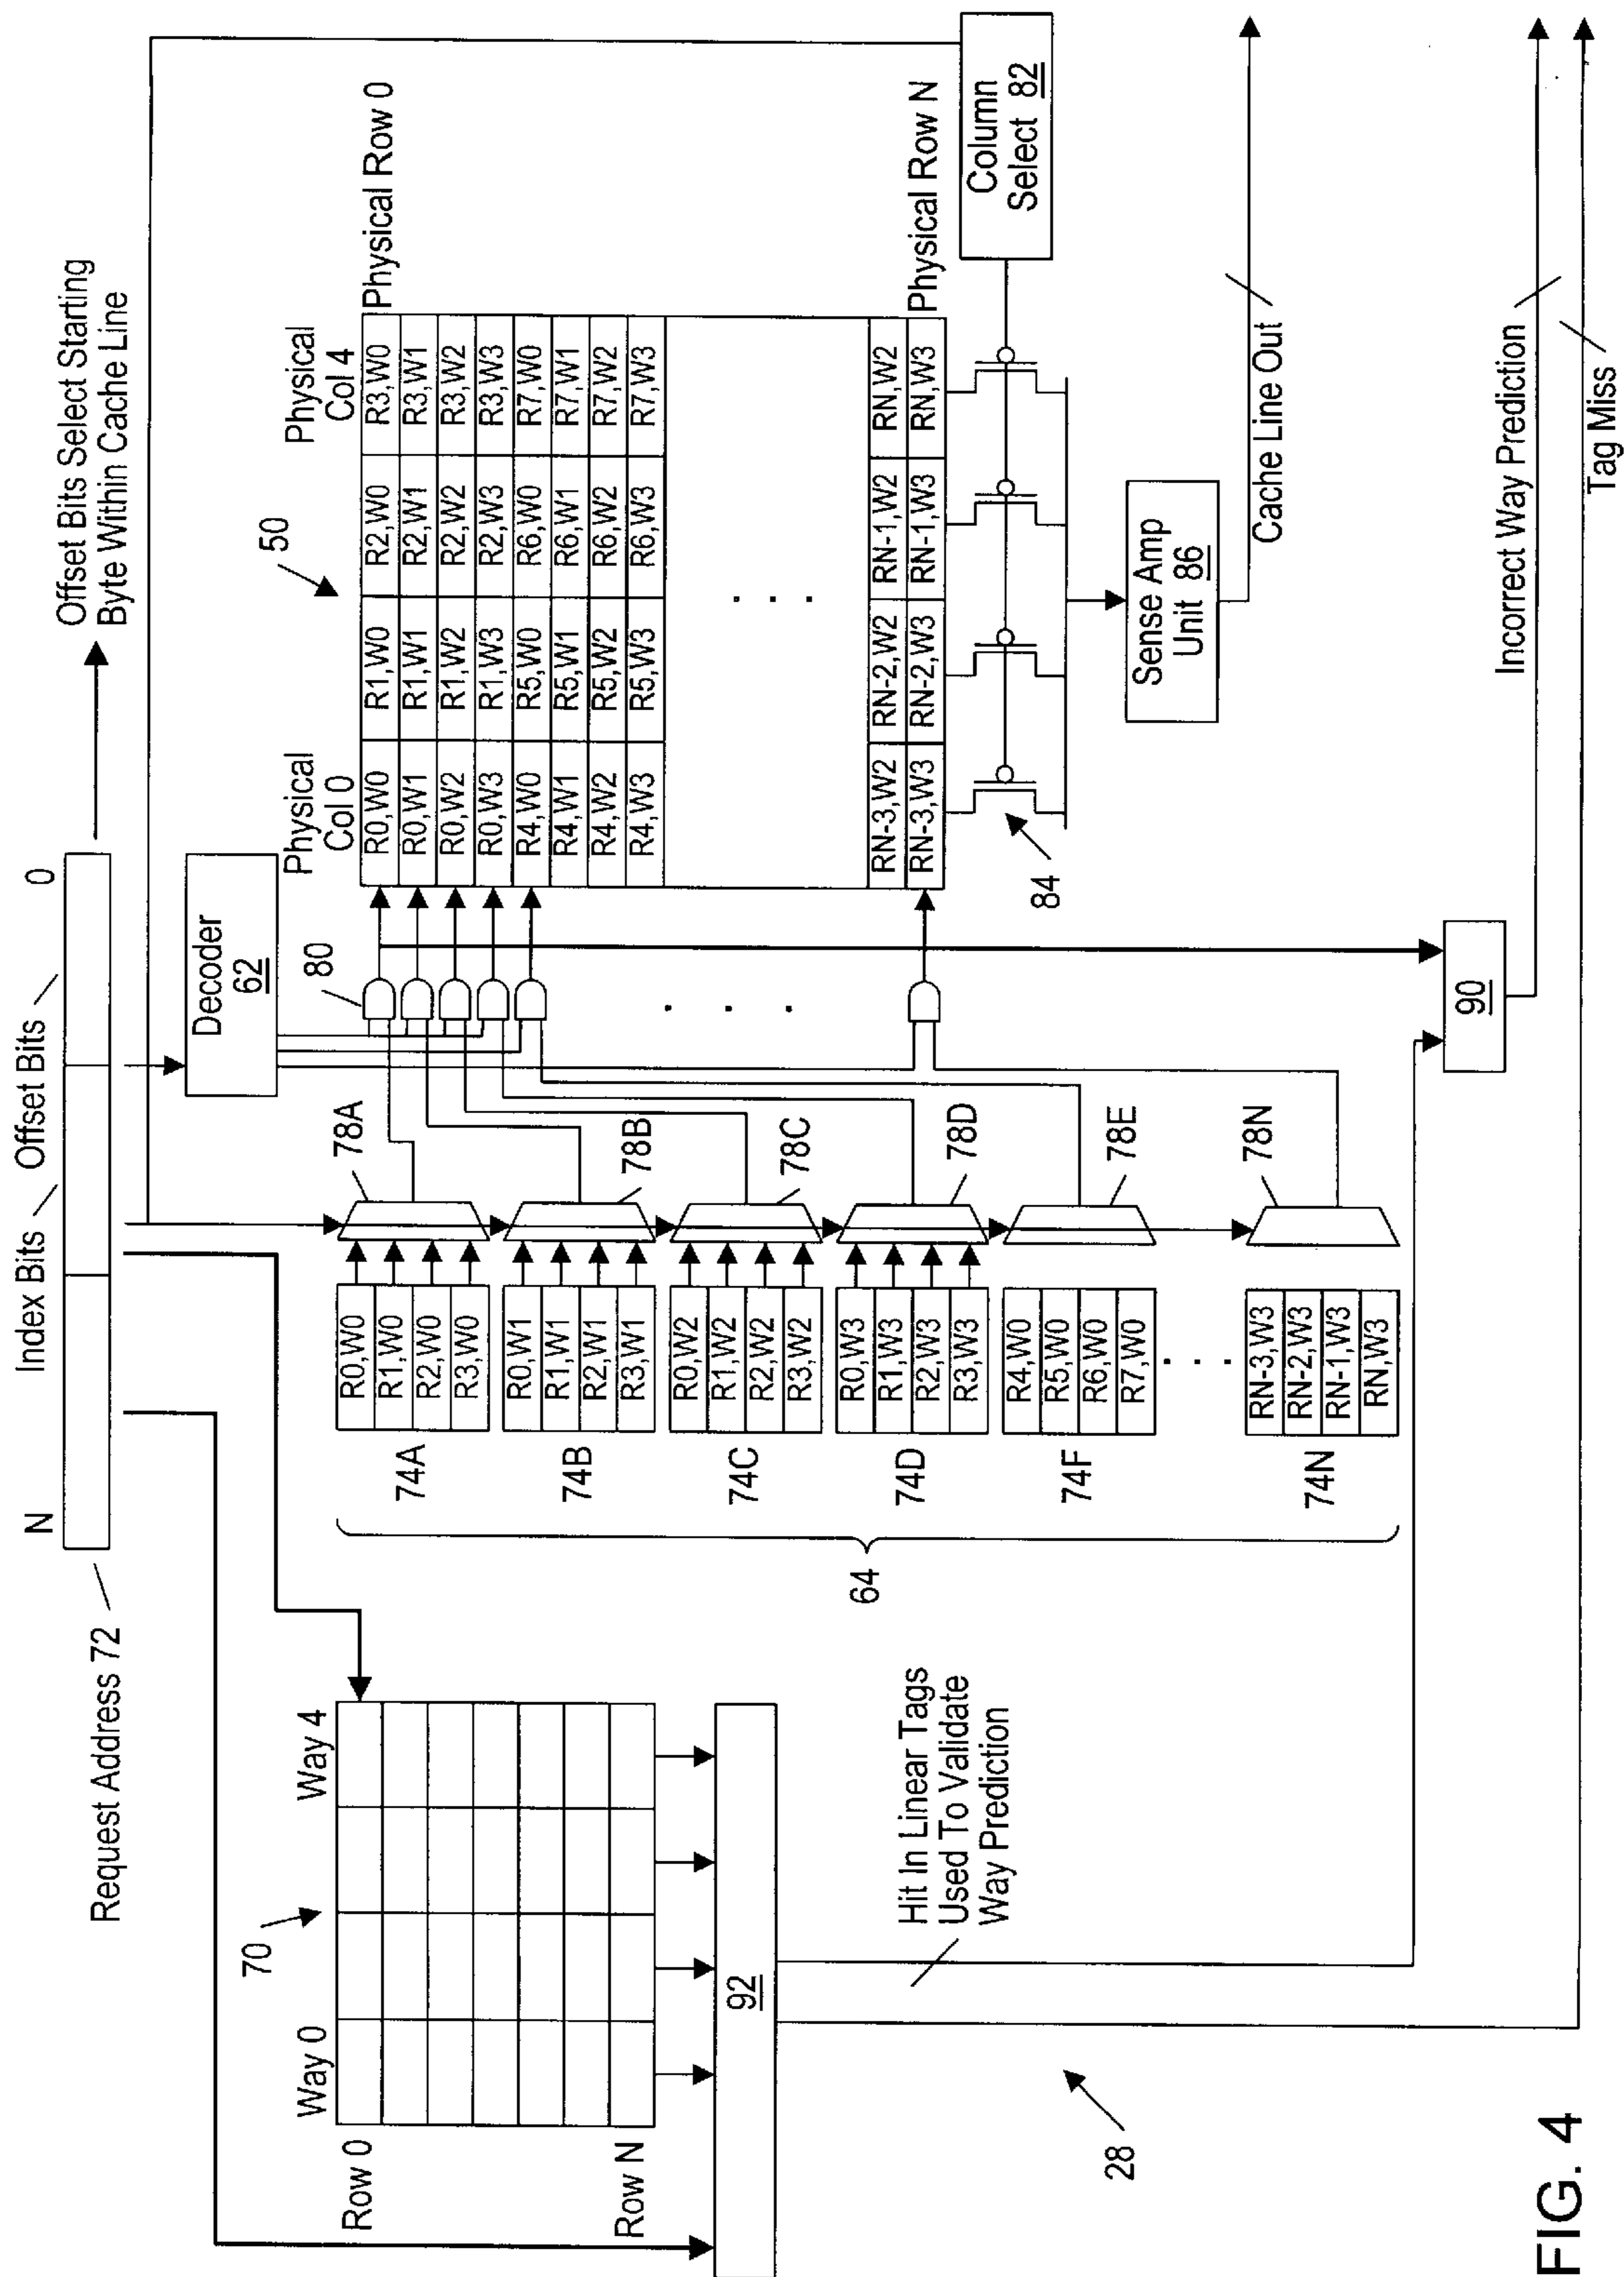 Request Address 72
N
Index Bits
Offset Bits
0
Offset Bits Select Starting
Byte Within Cache Line
Decoder
62
70
Way 0
Way 4
Row 0
Row N
92
Hit In Linear Tags
Used To Validate
Way Prediction
28
64
74A
R0,W0
R1,W0
R2,W0
R3,W0
78A
74B
R0,W1
R1,W1
R2,W1
R3,W1
78B
74C
R0,W2
R1,W2
R2,W2
R3,W2
78C
74D
R0,W3
R1,W3
R2,W3
R3,W3
78D
74F
R4,W0
R5,W0
R6,W0
R7,W0
78E
. . .
74N
RN-3,W3
RN-2,W3
RN-1,W3
RN,W3
78N
80
. . .
50
Physical
Col 0
Physical
Col 4
Physical Row 0
R0,W0 R1,W0 R2,W0 R3,W0
R0,W1 R1,W1 R2,W1 R3,W1
R0,W2 R1,W2 R2,W2 R3,W2
R0,W3 R1,W3 R2,W3 R3,W3
R4,W0 R5,W0 R6,W0 R7,W0
R4,W1 R5,W1 R6,W1 R7,W1
R4,W2 R5,W2 R6,W2 R7,W2
R4,W3 R5,W3 R6,W3 R7,W3
. . .
RN-3,W2 RN-2,W2 RN-1,W2 RN,W2
RN-3,W3 RN-2,W3 RN-1,W3 RN,W3
Physical Row N
Column
Select 82
84
Sense Amp
Unit 86
Cache Line Out
90
Incorrect Way Prediction
Tag Miss
FIG. 4